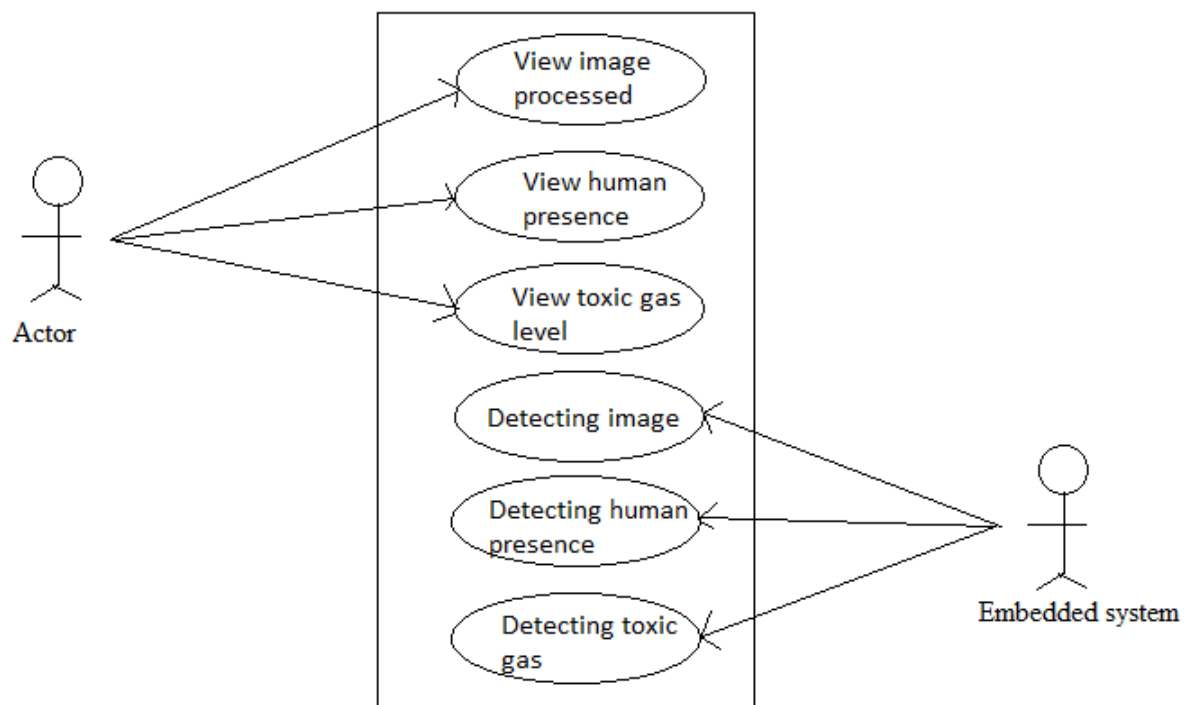 View image
processed
View human
presence
View toxic gas
level
Actor
Detecting image
Detecting human
presence
Detecting toxic
gas
Embedded system